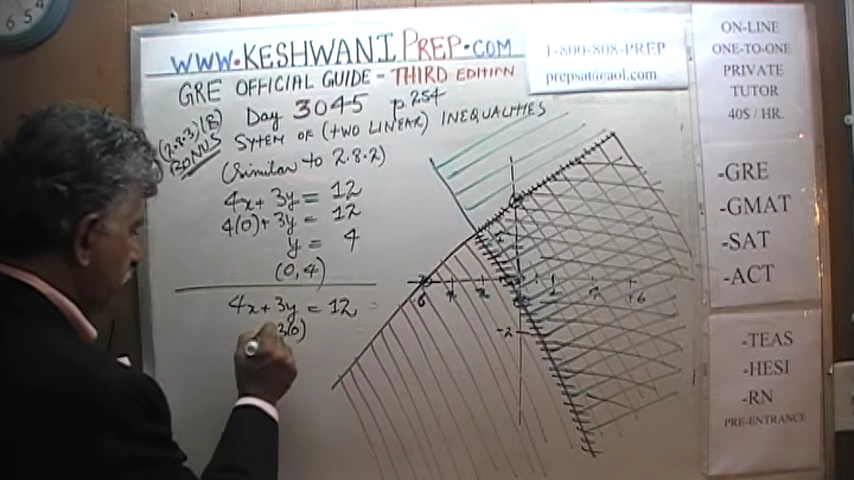 WWW.KESHWANIPREP.COM
GRE OFFICIAL GUIDE - THIRD EDITION
Day 3045 p.254
(2.8.3)(B)
BONUS
SYTEM OF (TWO LINEAR) INEQUALITIES
(Similar to 2.8.2)
4x + 3y = 12
4(0) + 3y = 12
y = 4
(0, 4)
4x + 3y = 12
3(0)
-2
+6
1-800-808-PREP
prepsat@aol.com
ON-LINE
ONE-TO-ONE
PRIVATE
TUTOR
40$ / HR.
-GRE
-GMAT
-SAT
-ACT
-TEAS
-HESI
-RN
PRE-ENTRANCE
6 5 4